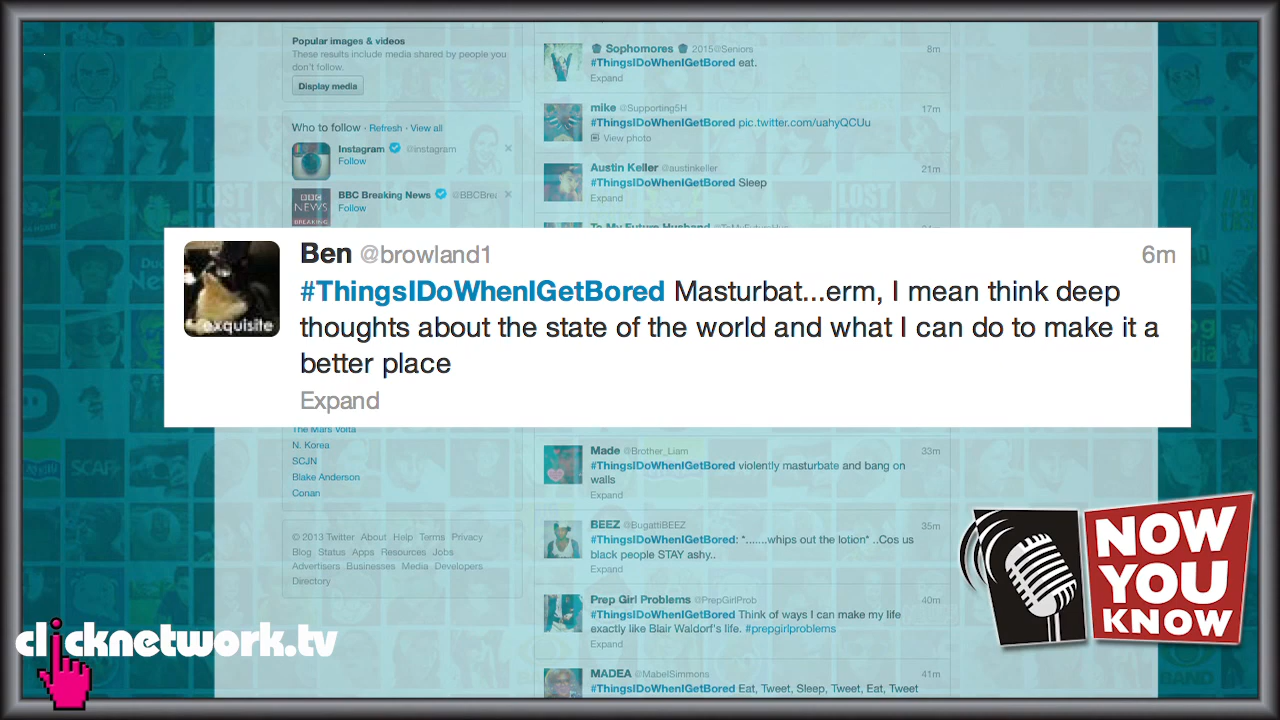 Popular images & videos
These results include media shared by people you
don't follow.
Display media
Who to follow · Refresh · View all
Instagram @instagram
Follow
BBC Breaking News @BBCBrea
Follow
BBC
NEWS
BREAKING
Sophomores 2015@Seniors 8m
#ThingsIDoWhenIGetBored eat.
Expand
mike @Supporting5H 17m
#ThingsIDoWhenIGetBored pic.twitter.com/uahyQCUu
View photo
Austin Keller @austinkeller 21m
#ThingsIDoWhenIGetBored Sleep
Expand
Ben @browland1 6m
#ThingsIDoWhenIGetBored Masturbat...erm, I mean think deep
thoughts about the state of the world and what I can do to make it a
better place
Expand
exquisite
The Mars Volta
N. Korea
SCJN
Blake Anderson
Conan
© 2013 Twitter About Help Terms Privacy
Blog Status Apps Resources Jobs
Advertisers Businesses Media Developers
Directory
Made @Brother_Liam 33m
#ThingsIDoWhenIGetBored violently masturbate and bang on
walls
Expand
BEEZ @BugattiBEEZ 35m
#ThingsIDoWhenIGetBored: *.......whips out the lotion* ..Cos us
black people STAY ashy..
Expand
Prep Girl Problems @PrepGirlProb 40m
#ThingsIDoWhenIGetBored Think of ways I can make my life
exactly like Blair Waldorf's life. #prepgirlproblems
Expand
MADEA @MabelSimmons 41m
#ThingsIDoWhenIGetBored Eat, Tweet, Sleep, Tweet, Eat, Tweet
NOW
YOU
KNOW
clicknetwork.tv